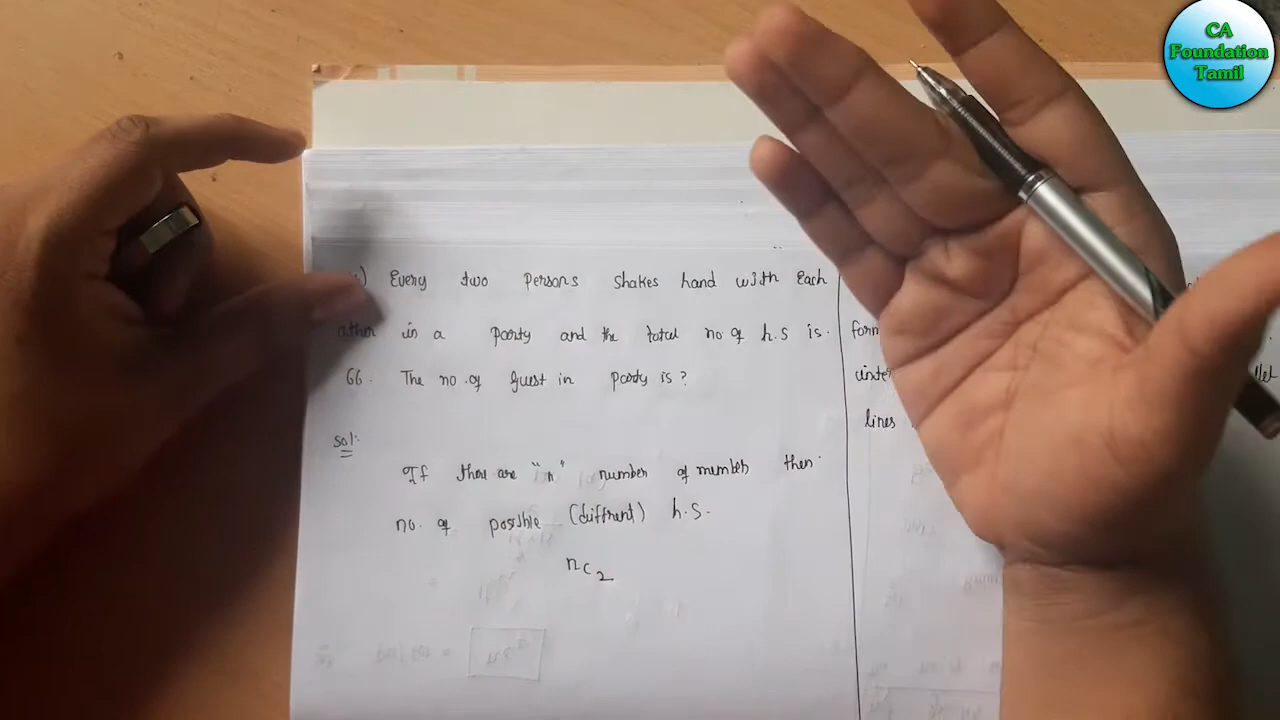 CA
Foundation
Tamil
) Every two persons shakes hand with Each
other in a party and the total no of h.s is.
66. The no. of guest in party is?
Sol:
If there are "n" number of member then
no. of possible (diffrent) h.s.
nC2
form
lines